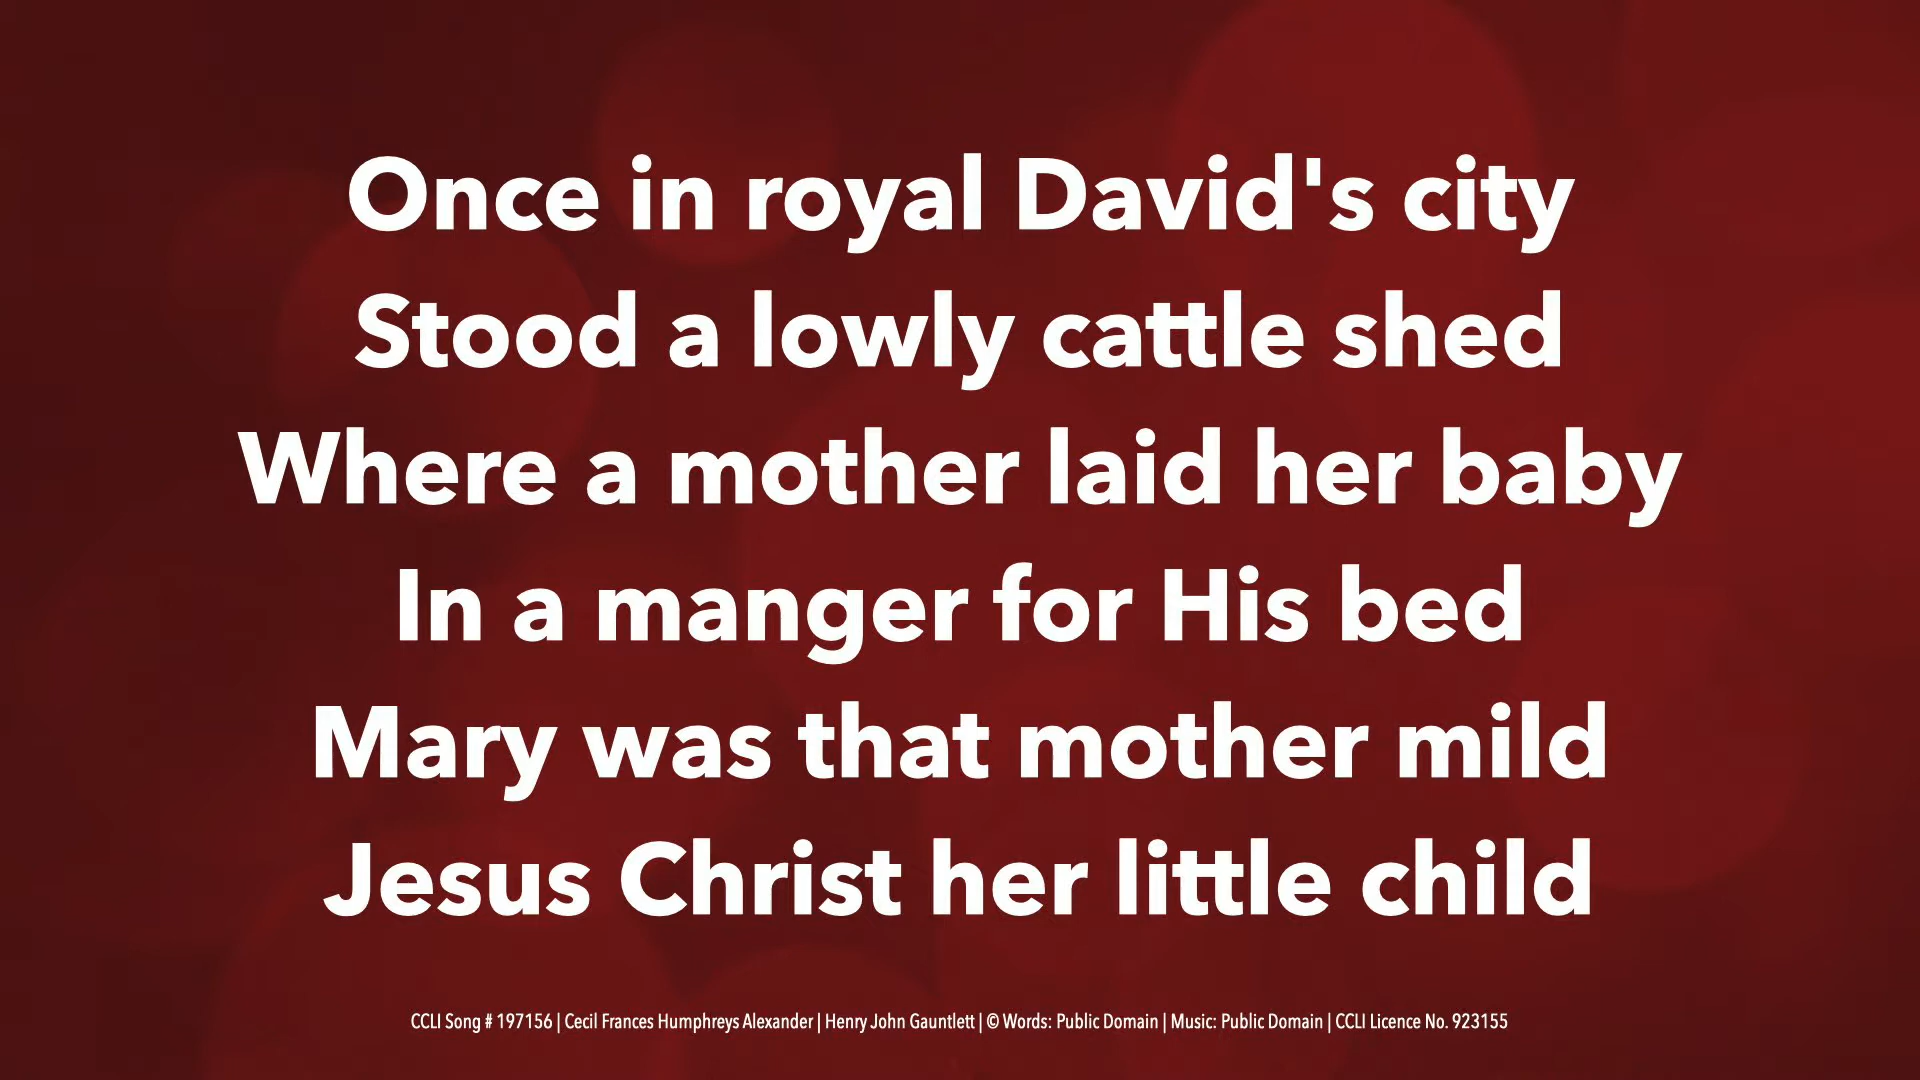 Once in royal David's city
Stood a lowly cattle shed
Where a mother laid her baby
In a manger for His bed
Mary was that mother mild
Jesus Christ her little child
CCLI Song # 197156 | Cecil Frances Humphreys Alexander | Henry John Gauntlett | © Words: Public Domain | Music: Public Domain | CCLI Licence No. 923155